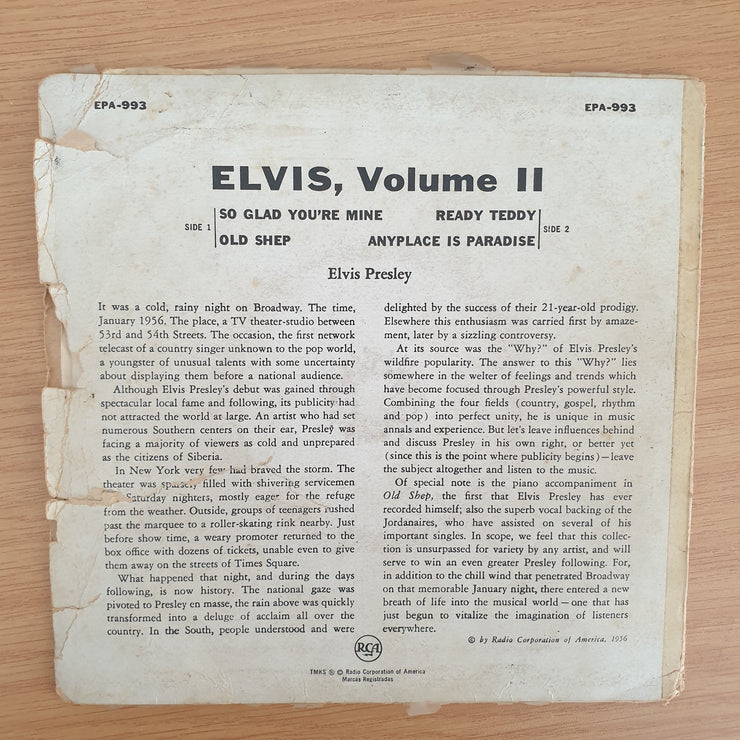 EPA-993 EPA-993
ELVIS, Volume II
SIDE 1 SO GLAD YOU'RE MINE READY TEDDY SIDE 2
OLD SHEP ANYPLACE IS PARADISE
Elvis Presley
It was a cold, rainy night on Broadway. The time,
January 1956. The place, a TV theater-studio between
53rd and 54th Streets. The occasion, the first network
telecast of a country singer unknown to the pop world,
a youngster of unusual talents with some uncertainty
about displaying them before a national audience.
Although Elvis Presley's debut was gained through
spectacular local fame and following, its publicity had
not attracted the world at large. An artist who had set
numerous Southern centers on their ear, Presley was
facing a majority of viewers as cold and unprepared
as the citizens of Siberia.
In New York very few had braved the storm. The
theater was sparsely filled with shivering servicemen
Saturday nighters, mostly eager for the refuge
from the weather. Outside, groups of teenagers rushed
past the marquee to a roller-skating rink nearby. Just
before show time, a weary promoter returned to the
box office with dozens of tickets, unable even to give
them away on the streets of Times Square.
What happened that night, and during the days
following, is now history. The national gaze was
pivoted to Presley en masse, the rain above was quickly
transformed into a deluge of acclaim all over the
country. In the South, people understood and were
delighted by the success of their 21-year-old prodigy.
Elsewhere this enthusiasm was carried first by amaze-
ment, later by a sizzling controversy.
At its source was the "Why?" of Elvis Presley's
wildfire popularity. The answer to this "Why?" lies
somewhere in the welter of feelings and trends which
have become focused through Presley's powerful style.
Combining the four fields (country, gospel, rhythm
and pop) into perfect unity, he is unique in music
annals and experience. But let's leave influences behind
and discuss Presley in his own right, or better yet
(since this is the point where publicity begins)—leave
the subject altogether and listen to the music.
Of special note is the piano accompaniment in
Old Shep, the first that Elvis Presley has ever
recorded himself; also the superb vocal backing of the
Jordanaires, who have assisted on several of his
important singles. In scope, we feel that this collec-
tion is unsurpassed for variety by any artist, and will
serve to win an even greater Presley following. For,
in addition to the chill wind that penetrated Broadway
on that memorable January night, there entered a new
breath of life into the musical world—one that has
just begun to vitalize the imagination of listeners
everywhere.
© by Radio Corporation of America, 1956
RCA
TMKS ® © Radio Corporation of America
Marcas Registradas